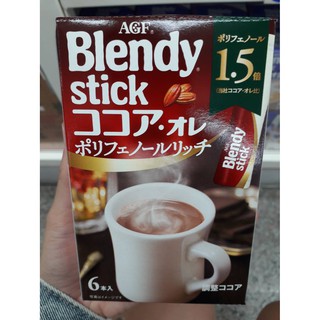 AGF
Blendy
stick
ココア・オレ
ポリフェノールリッチ
ポリフェノール
1.5倍
Blendy
stick
6本入
調整ココア